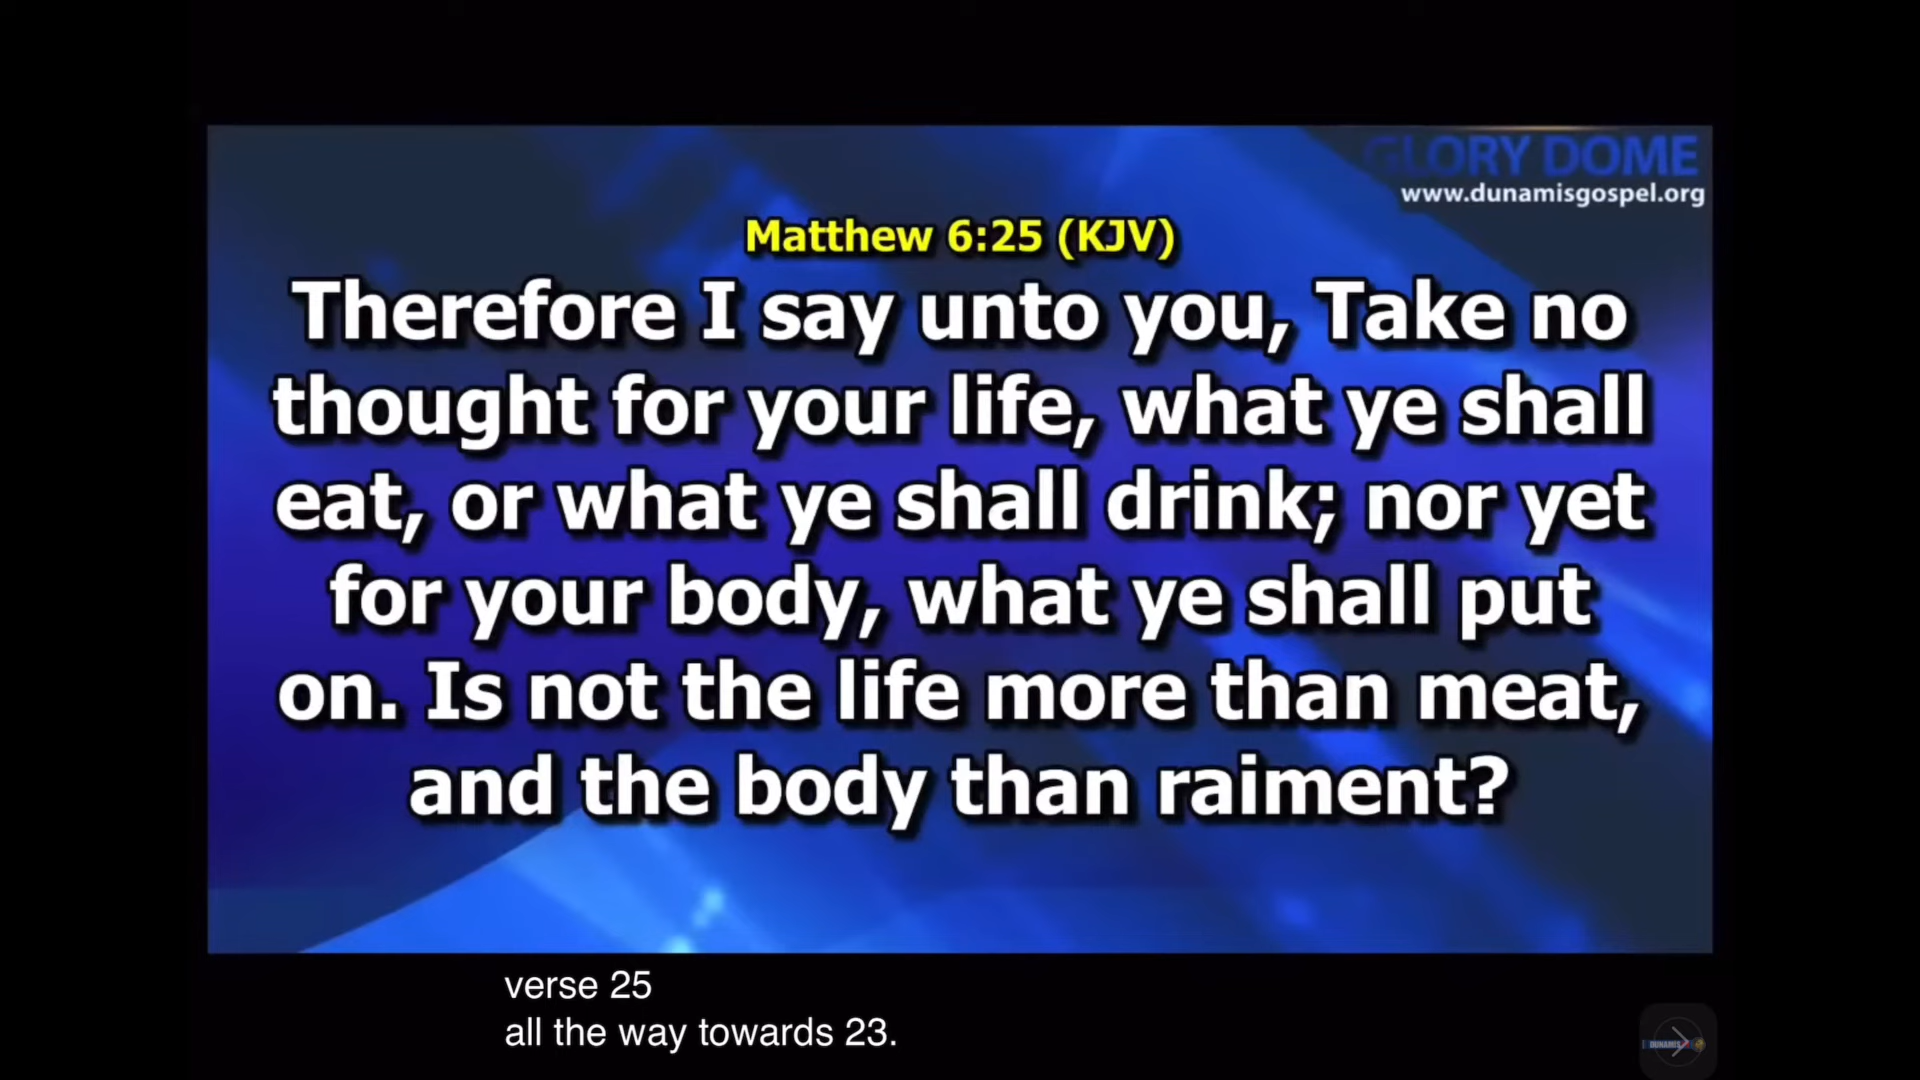 GLORY DOME
www.dunamisgospel.org
Matthew 6:25 (KJV)
Therefore I say unto you, Take no
thought for your life, what ye shall
eat, or what ye shall drink; nor yet
for your body, what ye shall put
on. Is not the life more than meat,
and the body than raiment?
verse 25
all the way towards 23.
DUNAMIS